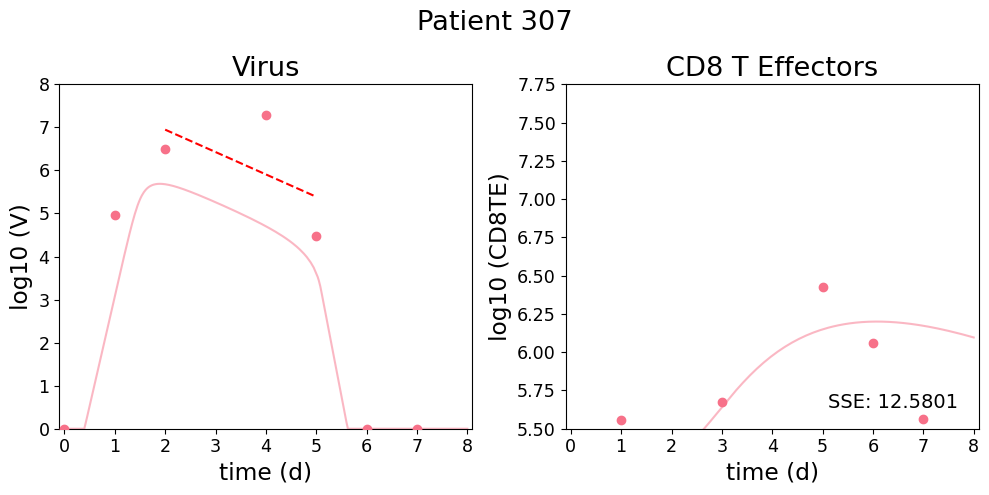 Patient 307
Virus
CD8 T Effectors
log10 (V)
8
7
6
5
4
3
2
1
0
0 1 2 3 4 5 6 7 8
time (d)
log10 (CD8TE)
7.75
7.50
7.25
7.00
6.75
6.50
6.25
6.00
5.75
5.50
SSE: 12.5801
0 1 2 3 4 5 6 7 8
time (d)